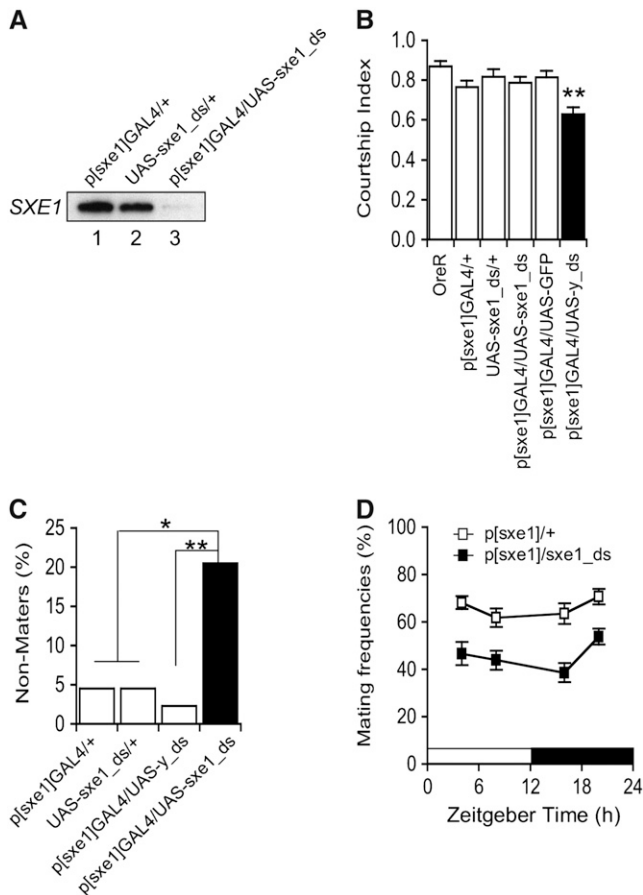 A
p[sxe1]GAL4/+
UAS-sxe1_ds/+
p[sxe1]GAL4/UAS-sxe1_ds
SXE1
1 2 3
B
Courtship Index
1.0
0.8
0.6
0.4
0.2
0.0
**
OreR
p[sxe1]GAL4/+
UAS-sxe1_ds/+
p[sxe1]GAL4/UAS-sxe1_ds
p[sxe1]GAL4/UAS-GFP
p[sxe1]GAL4/UAS-y_ds
C
Non-Maters (%)
25
20
15
10
5
0
*
**
p[sxe1]GAL4/+
UAS-sxe1_ds/+
p[sxe1]GAL4/UAS-y_ds
p[sxe1]GAL4/UAS-sxe1_ds
D
Mating frequencies (%)
100
80
60
40
20
0
p[sxe1]/+
p[sxe1]/sxe1_ds
0 6 12 18 24
Zeitgeber Time (h)